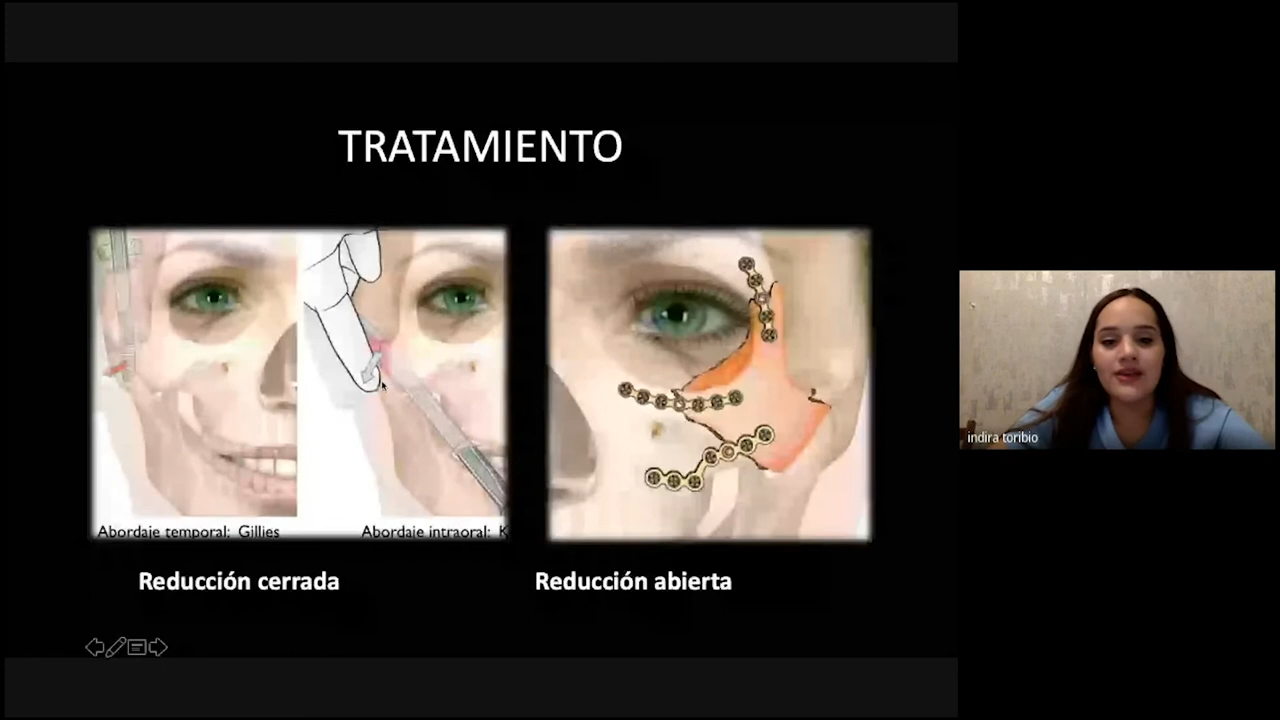 TRATAMIENTO
Abordaje temporal: Gillies
Abordaje intraoral: K
Reducción cerrada
Reducción abierta
indira toribio